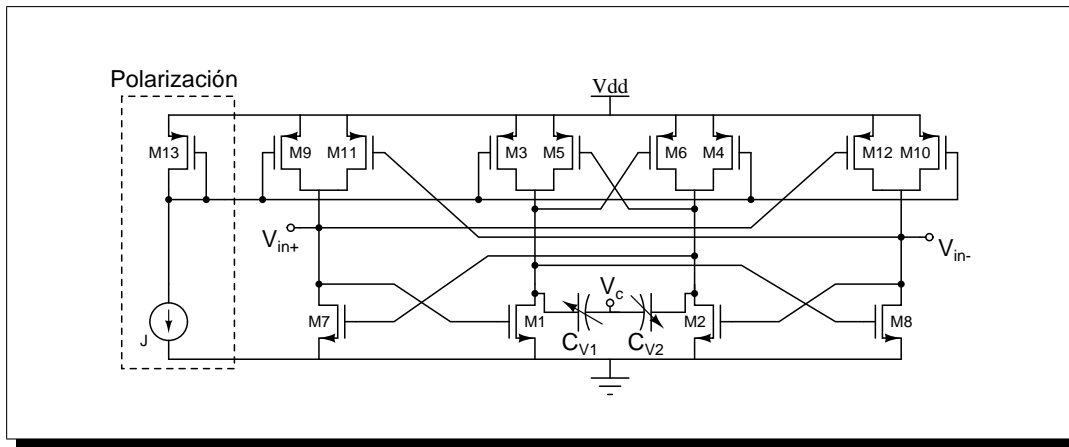 Polarización
Vdd
M13
M9
M11
M3
M5
M6
M4
M12
M10
Vin+
Vin-
Vc
M7
M1
M2
M8
J
CV1
CV2